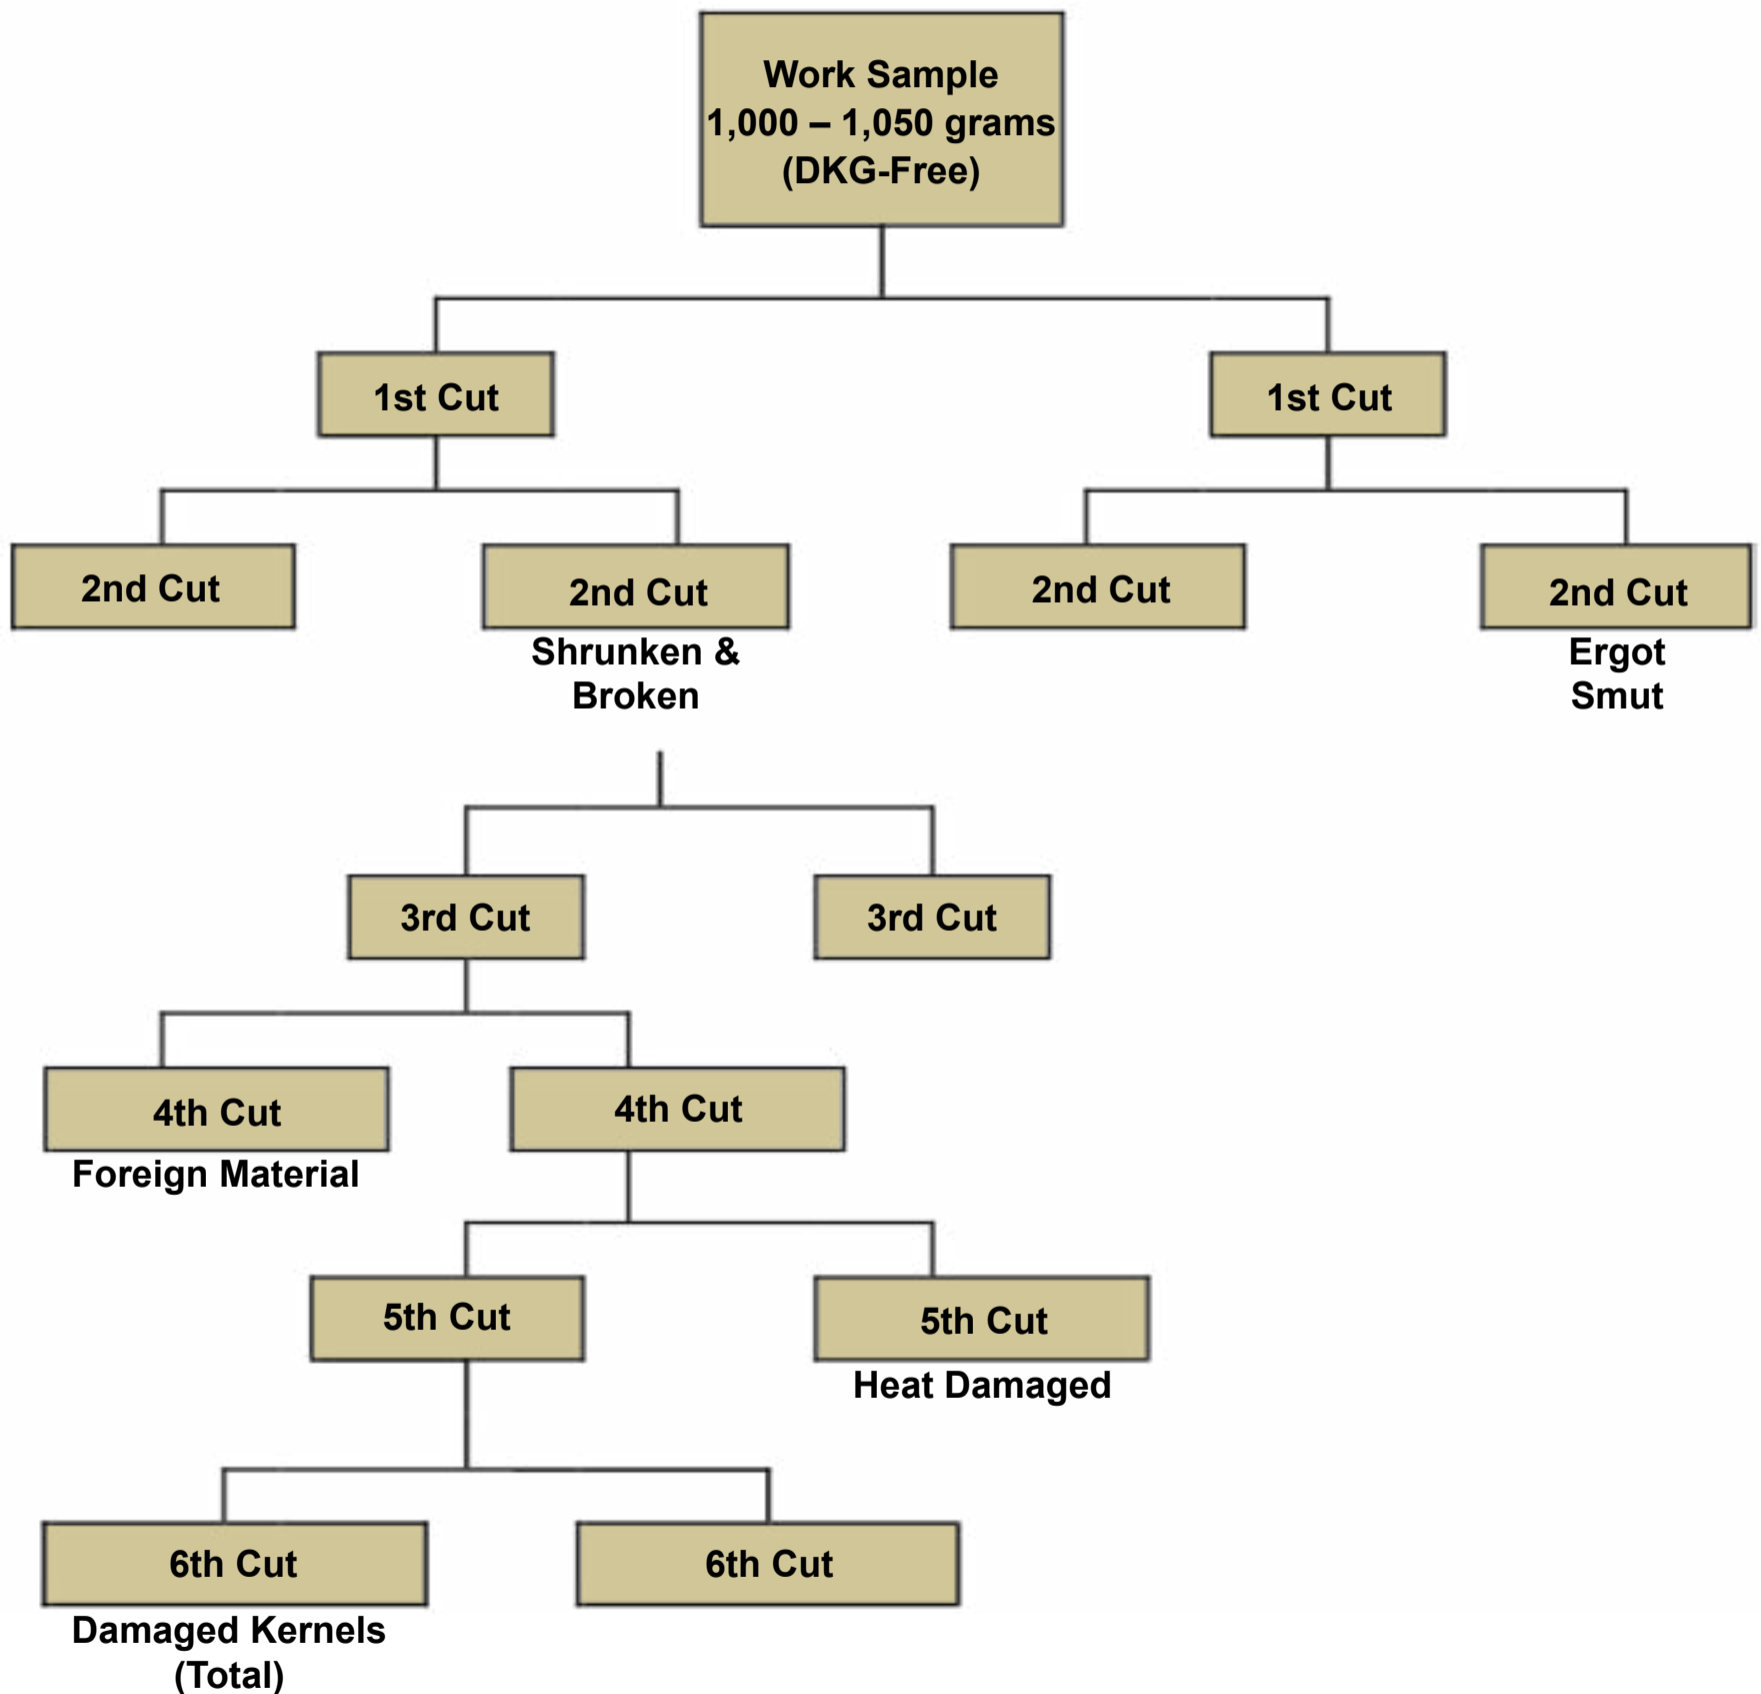 Work Sample
1,000 – 1,050 grams
(DKG-Free)
1st Cut
1st Cut
2nd Cut
2nd Cut
2nd Cut
2nd Cut
Shrunken &
Broken
Ergot
Smut
3rd Cut
3rd Cut
4th Cut
4th Cut
Foreign Material
5th Cut
5th Cut
Heat Damaged
6th Cut
6th Cut
Damaged Kernels
(Total)